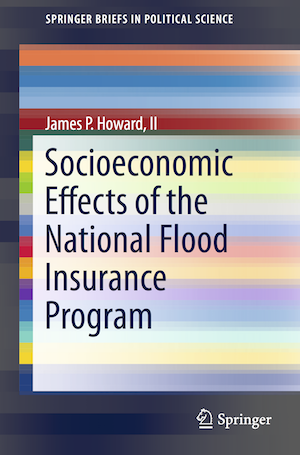 SPRINGER BRIEFS IN POLITICAL SCIENCE
James P. Howard, II
Socioeconomic
Effects of the
National Flood
Insurance
Program
Springer